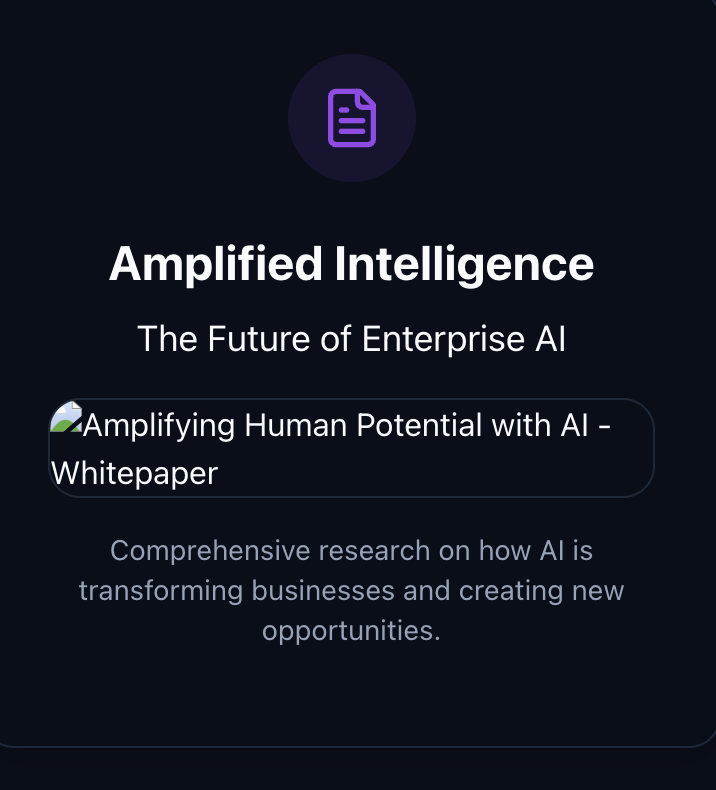 Amplified Intelligence
The Future of Enterprise AI
Amplifying Human Potential with AI -
Whitepaper
Comprehensive research on how AI is
transforming businesses and creating new
opportunities.